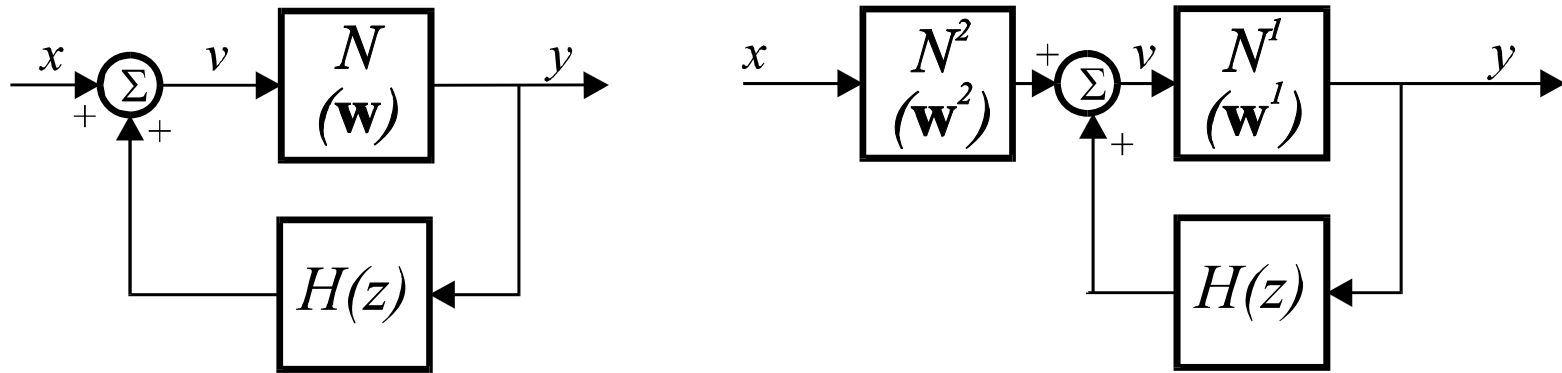 x + Σ + v N (w) y
H(z)
x N² (w²) + Σ + v N¹ (w¹) y
H(z)